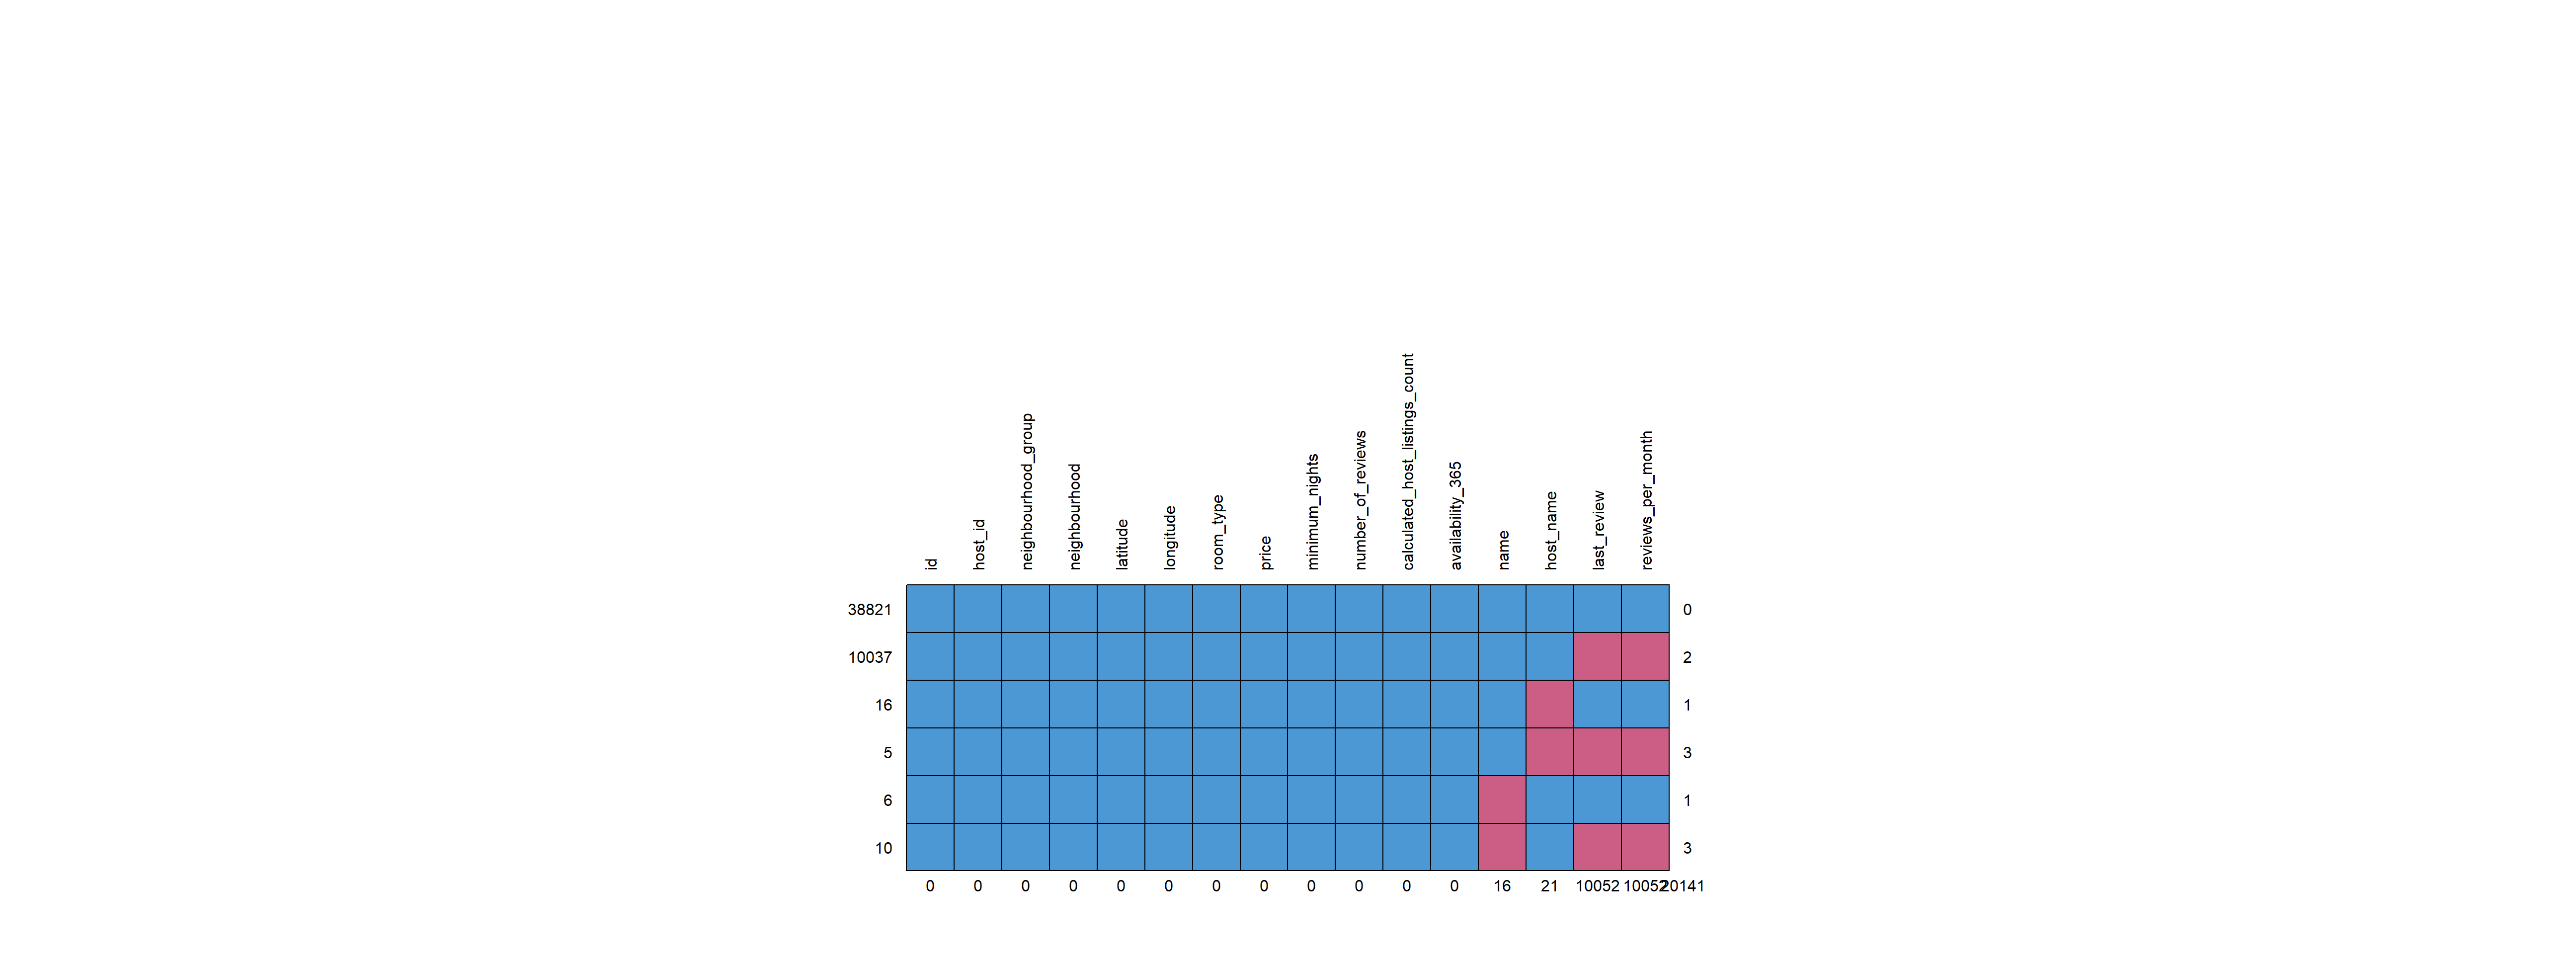 id
host_id
neighbourhood_group
neighbourhood
latitude
longitude
room_type
price
minimum_nights
number_of_reviews
calculated_host_listings_count
availability_365
name
host_name
last_review
reviews_per_month
38821 0
10037 2
16 1
5 3
6 1
10 3
0 0 0 0 0 0 0 0 0 0 0 0 16 21 10052 10052 20141